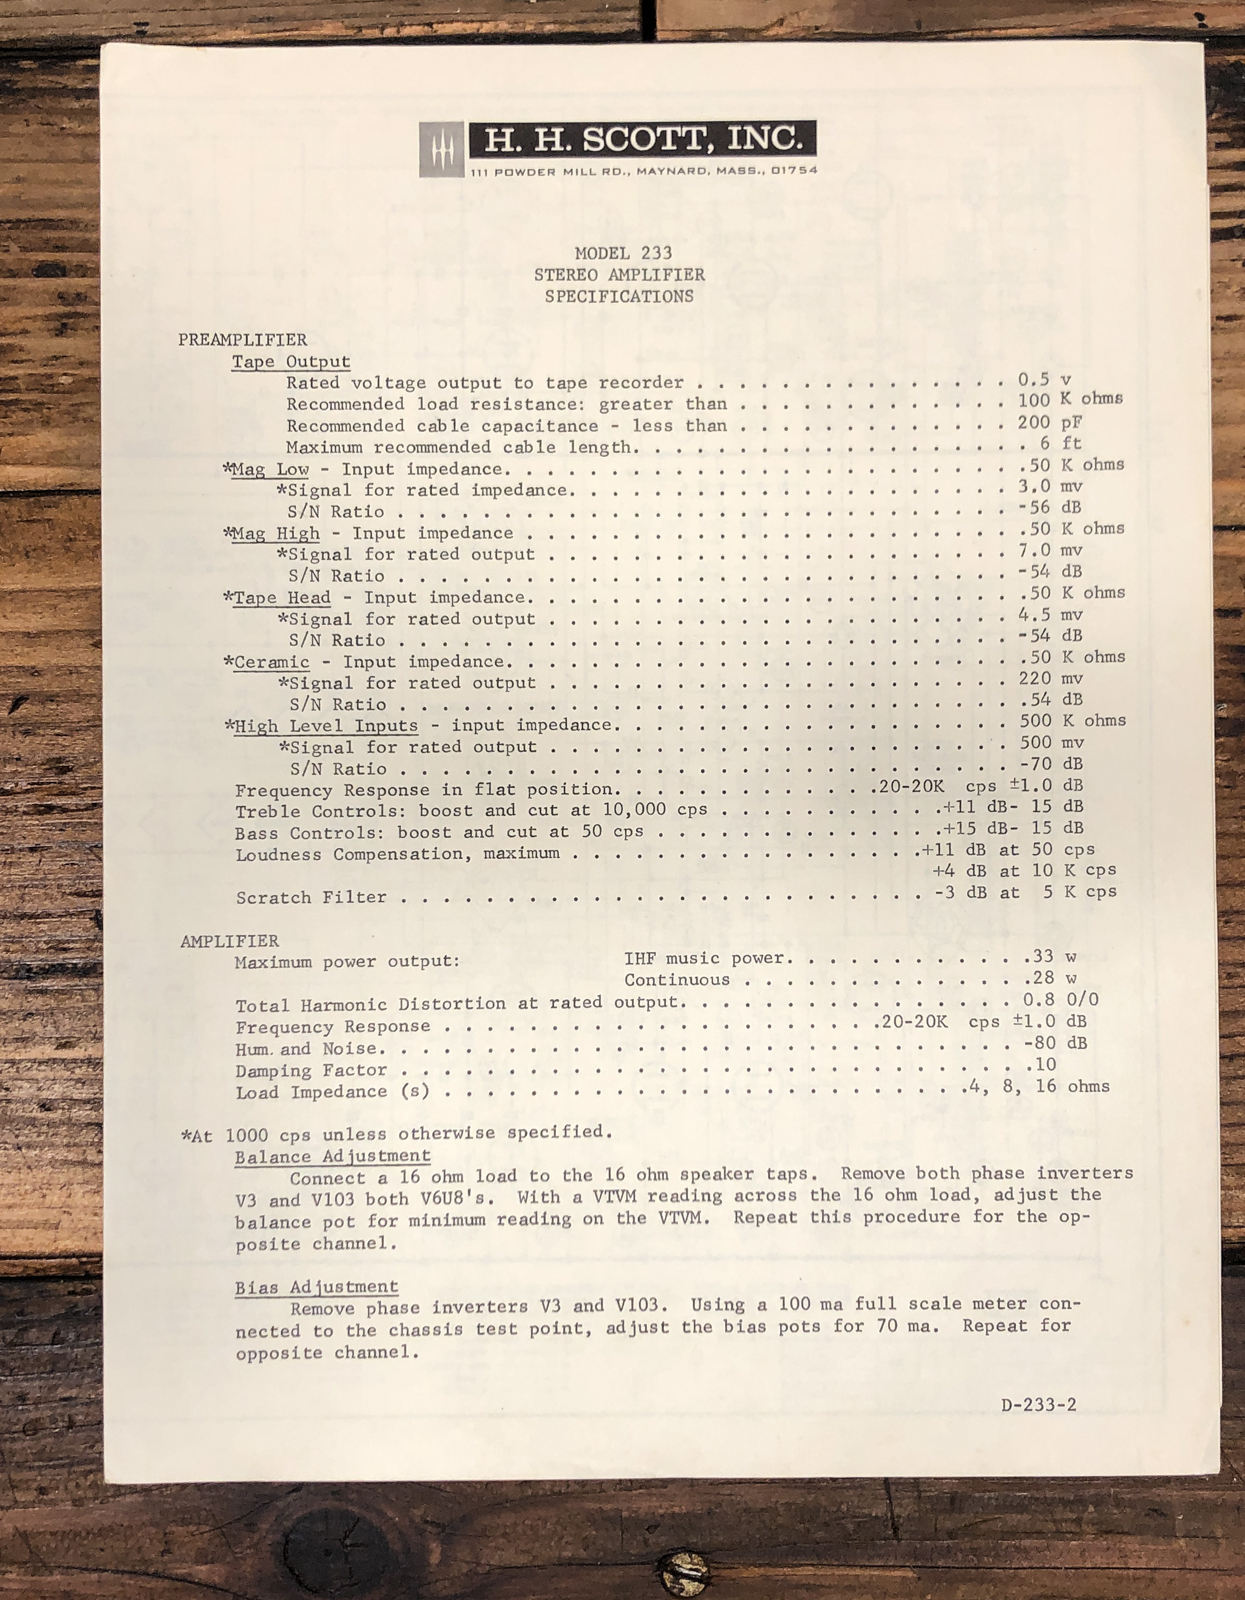 H. H. SCOTT, INC.
111 POWDER MILL RD., MAYNARD, MASS., 01754
MODEL 233
STEREO AMPLIFIER
SPECIFICATIONS
PREAMPLIFIER
Tape Output
Rated voltage output to tape recorder . . . . . . . . . . . . . . . 0.5 v
Recommended load resistance: greater than . . . . . . . . . . . . . 100 K ohms
Recommended cable capacitance - less than . . . . . . . . . . . . . 200 pF
Maximum recommended cable length. . . . . . . . . . . . . . . . . . 6 ft
*Mag Low - Input impedance. . . . . . . . . . . . . . . . . . . . . . . .50 K ohms
*Signal for rated impedance. . . . . . . . . . . . . . . . . . . . . 3.0 mv
S/N Ratio . . . . . . . . . . . . . . . . . . . . . . . . . . . . . -56 dB
*Mag High - Input impedance . . . . . . . . . . . . . . . . . . . . . . .50 K ohms
*Signal for rated output . . . . . . . . . . . . . . . . . . . . . . 7.0 mv
S/N Ratio . . . . . . . . . . . . . . . . . . . . . . . . . . . . . -54 dB
*Tape Head - Input impedance. . . . . . . . . . . . . . . . . . . . . . .50 K ohms
*Signal for rated output . . . . . . . . . . . . . . . . . . . . . . 4.5 mv
S/N Ratio . . . . . . . . . . . . . . . . . . . . . . . . . . . . . -54 dB
*Ceramic - Input impedance. . . . . . . . . . . . . . . . . . . . . . . .50 K ohms
*Signal for rated output . . . . . . . . . . . . . . . . . . . . . . 220 mv
S/N Ratio . . . . . . . . . . . . . . . . . . . . . . . . . . . . . .54 dB
*High Level Inputs - input impedance. . . . . . . . . . . . . . . . . . . 500 K ohms
*Signal for rated output . . . . . . . . . . . . . . . . . . . . . . 500 mv
S/N Ratio . . . . . . . . . . . . . . . . . . . . . . . . . . . . . -70 dB
Frequency Response in flat position. . . . . . . . . . . . .20-20K cps ±1.0 dB
Treble Controls: boost and cut at 10,000 cps . . . . . . . . . . .+11 dB- 15 dB
Bass Controls: boost and cut at 50 cps . . . . . . . . . . . . . .+15 dB- 15 dB
Loudness Compensation, maximum . . . . . . . . . . . . . . . . .+11 dB at 50 cps
+4 dB at 10 K cps
Scratch Filter . . . . . . . . . . . . . . . . . . . . . . . . . -3 dB at 5 K cps
AMPLIFIER
Maximum power output: IHF music power. . . . . . . . . . . .33 w
Continuous . . . . . . . . . . . . . .28 w
Total Harmonic Distortion at rated output. . . . . . . . . . . . . . . . 0.8 0/0
Frequency Response . . . . . . . . . . . . . . . . . . . . .20-20K cps ±1.0 dB
Hum. and Noise. . . . . . . . . . . . . . . . . . . . . . . . . . . . . . -80 dB
Damping Factor . . . . . . . . . . . . . . . . . . . . . . . . . . . . . .10
Load Impedance (s) . . . . . . . . . . . . . . . . . . . . . . . . .4, 8, 16 ohms
*At 1000 cps unless otherwise specified.
Balance Adjustment
Connect a 16 ohm load to the 16 ohm speaker taps. Remove both phase inverters
V3 and V103 both V6U8's. With a VTVM reading across the 16 ohm load, adjust the
balance pot for minimum reading on the VTVM. Repeat this procedure for the op-
posite channel.
Bias Adjustment
Remove phase inverters V3 and V103. Using a 100 ma full scale meter con-
nected to the chassis test point, adjust the bias pots for 70 ma. Repeat for
opposite channel.
D-233-2